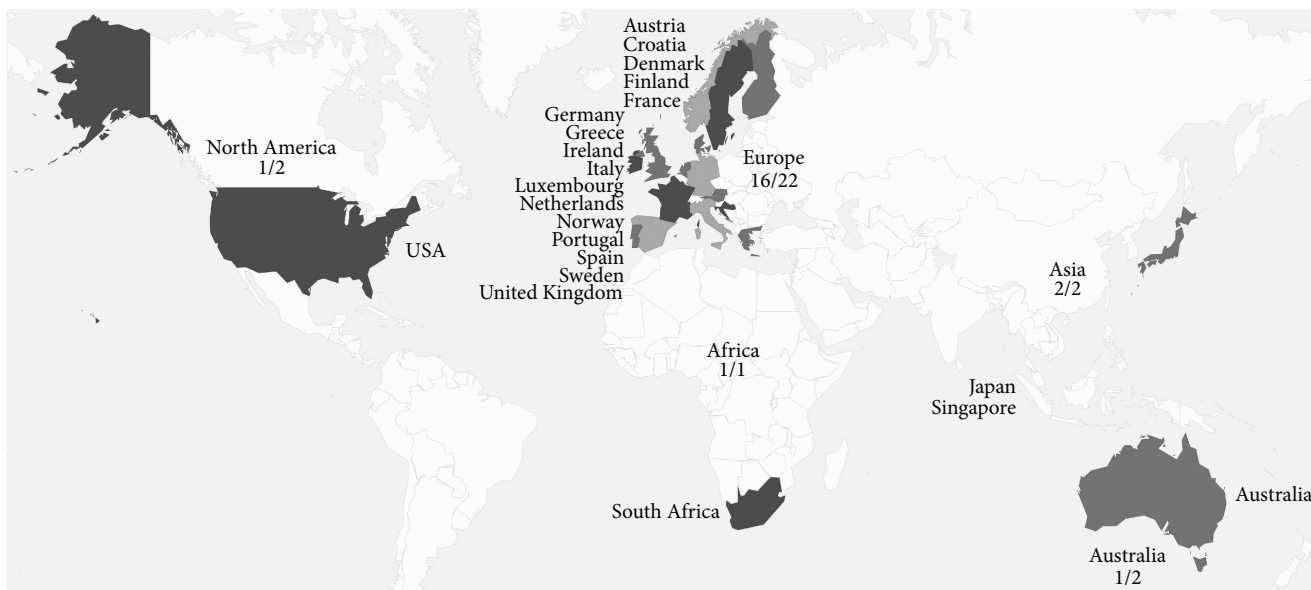 Austria
Croatia
Denmark
Finland
France
Germany
Greece
Ireland
Italy
Luxembourg
Netherlands
Norway
Portugal
Spain
Sweden
United Kingdom
North America
1/2
USA
Europe
16/22
Asia
2/2
Africa
1/1
Japan
Singapore
South Africa
Australia
Australia
1/2